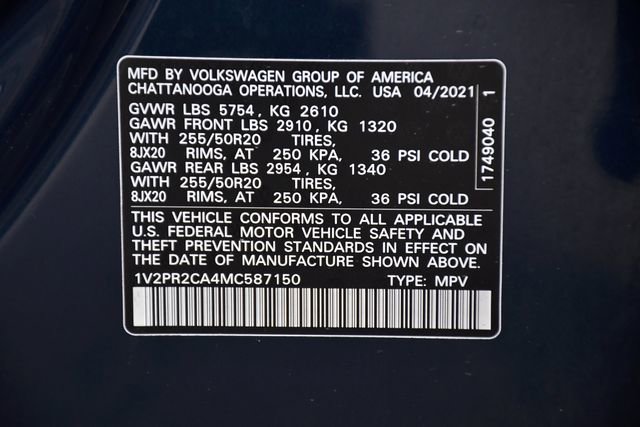 MFD BY VOLKSWAGEN GROUP OF AMERICA
CHATTANOOGA OPERATIONS, LLC. USA 04/2021
GVWR LBS 5754, KG 2610
GAWR FRONT LBS 2910, KG 1320
WITH 255/50R20 TIRES,
8JX20 RIMS, AT 250 KPA, 36 PSI COLD
GAWR REAR LBS 2954, KG 1340
WITH 255/50R20 TIRES,
8JX20 RIMS, AT 250 KPA, 36 PSI COLD
THIS VEHICLE CONFORMS TO ALL APPLICABLE
U.S. FEDERAL MOTOR VEHICLE SAFETY AND
THEFT PREVENTION STANDARDS IN EFFECT ON
THE DATE OF MANUFACTURE SHOWN ABOVE.
1V2PR2CA4MC587150 TYPE: MPV
1749040 1